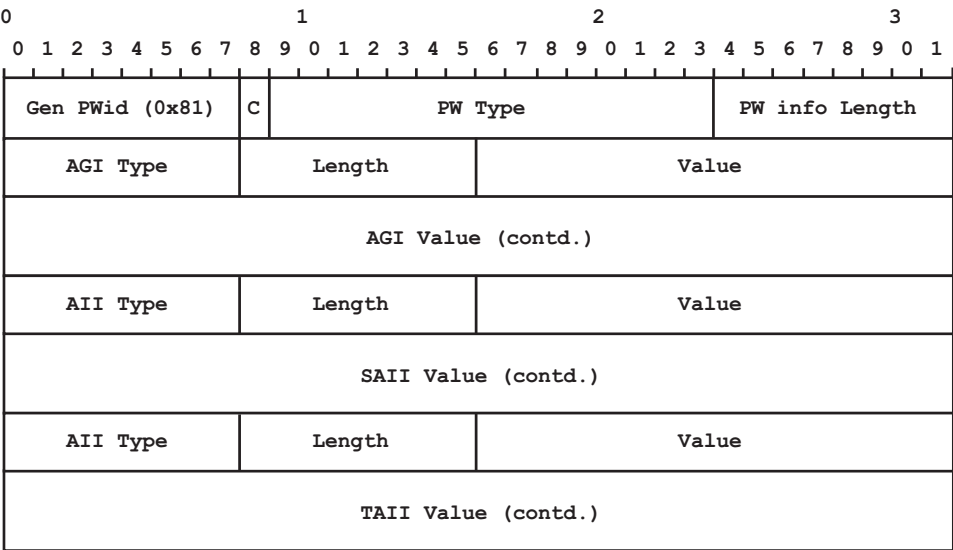 0 1 2 3
0 1 2 3 4 5 6 7 8 9 0 1 2 3 4 5 6 7 8 9 0 1 2 3 4 5 6 7 8 9 0 1
Gen PWid (0x81) C PW Type PW info Length
AGI Type Length Value
AGI Value (contd.)
AII Type Length Value
SAII Value (contd.)
AII Type Length Value
TAII Value (contd.)